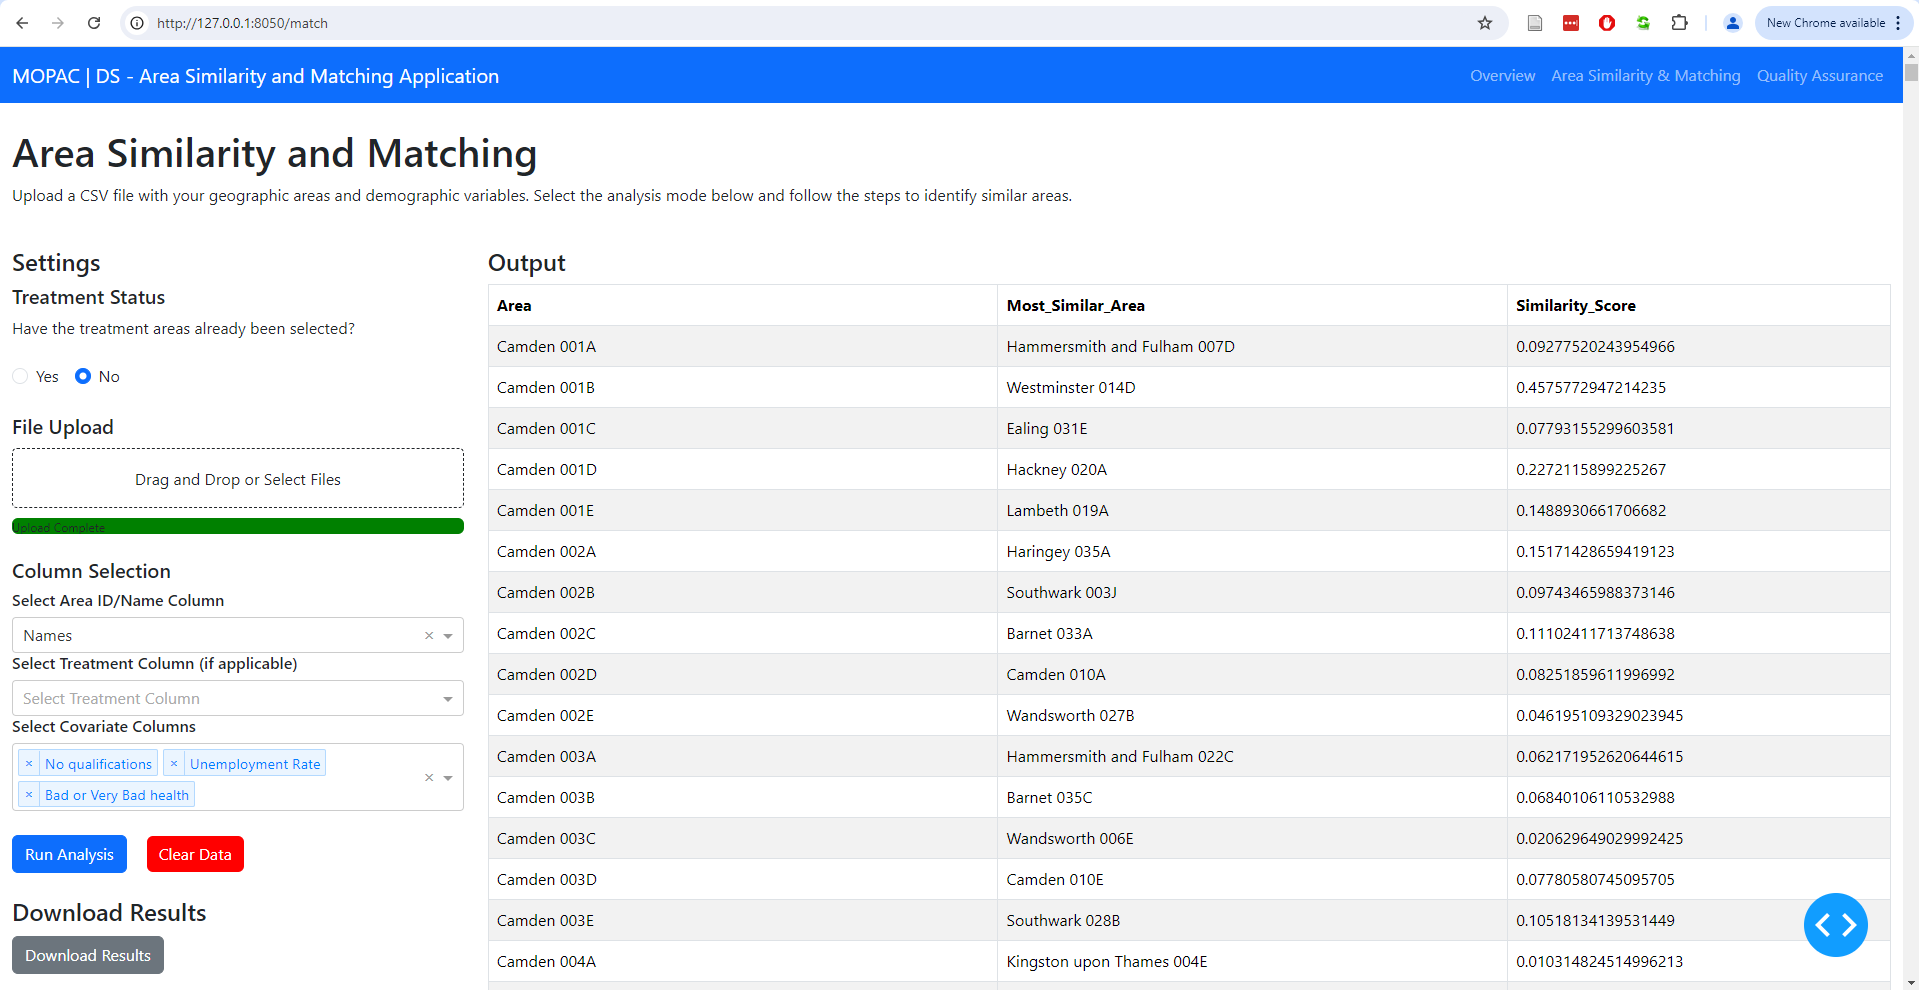 http://127.0.0.1:8050/match
New Chrome available
MOPAC | DS - Area Similarity and Matching Application
Overview Area Similarity & Matching Quality Assurance
Area Similarity and Matching
Upload a CSV file with your geographic areas and demographic variables. Select the analysis mode below and follow the steps to identify similar areas.
Settings
Treatment Status
Have the treatment areas already been selected?
Yes No
File Upload
Drag and Drop or Select Files
Upload Complete
Column Selection
Select Area ID/Name Column
Names
Select Treatment Column (if applicable)
Select Treatment Column
Select Covariate Columns
× No qualifications × Unemployment Rate
× Bad or Very Bad health
Run Analysis Clear Data
Download Results
Download Results
Output
Area Most_Similar_Area Similarity_Score
Camden 001A Hammersmith and Fulham 007D 0.09277520243954966
Camden 001B Westminster 014D 0.4575772947214235
Camden 001C Ealing 031E 0.07793155299603581
Camden 001D Hackney 020A 0.2272115899225267
Camden 001E Lambeth 019A 0.1488930661706682
Camden 002A Haringey 035A 0.15171428659419123
Camden 002B Southwark 003J 0.09743465988373146
Camden 002C Barnet 033A 0.11102411713748638
Camden 002D Camden 010A 0.08251859611996992
Camden 002E Wandsworth 027B 0.046195109329023945
Camden 003A Hammersmith and Fulham 022C 0.062171952620644615
Camden 003B Barnet 035C 0.06840106110532988
Camden 003C Wandsworth 006E 0.020629649029992425
Camden 003D Camden 010E 0.07780580745095705
Camden 003E Southwark 028B 0.10518134139531449
Camden 004A Kingston upon Thames 004E 0.010314824514996213